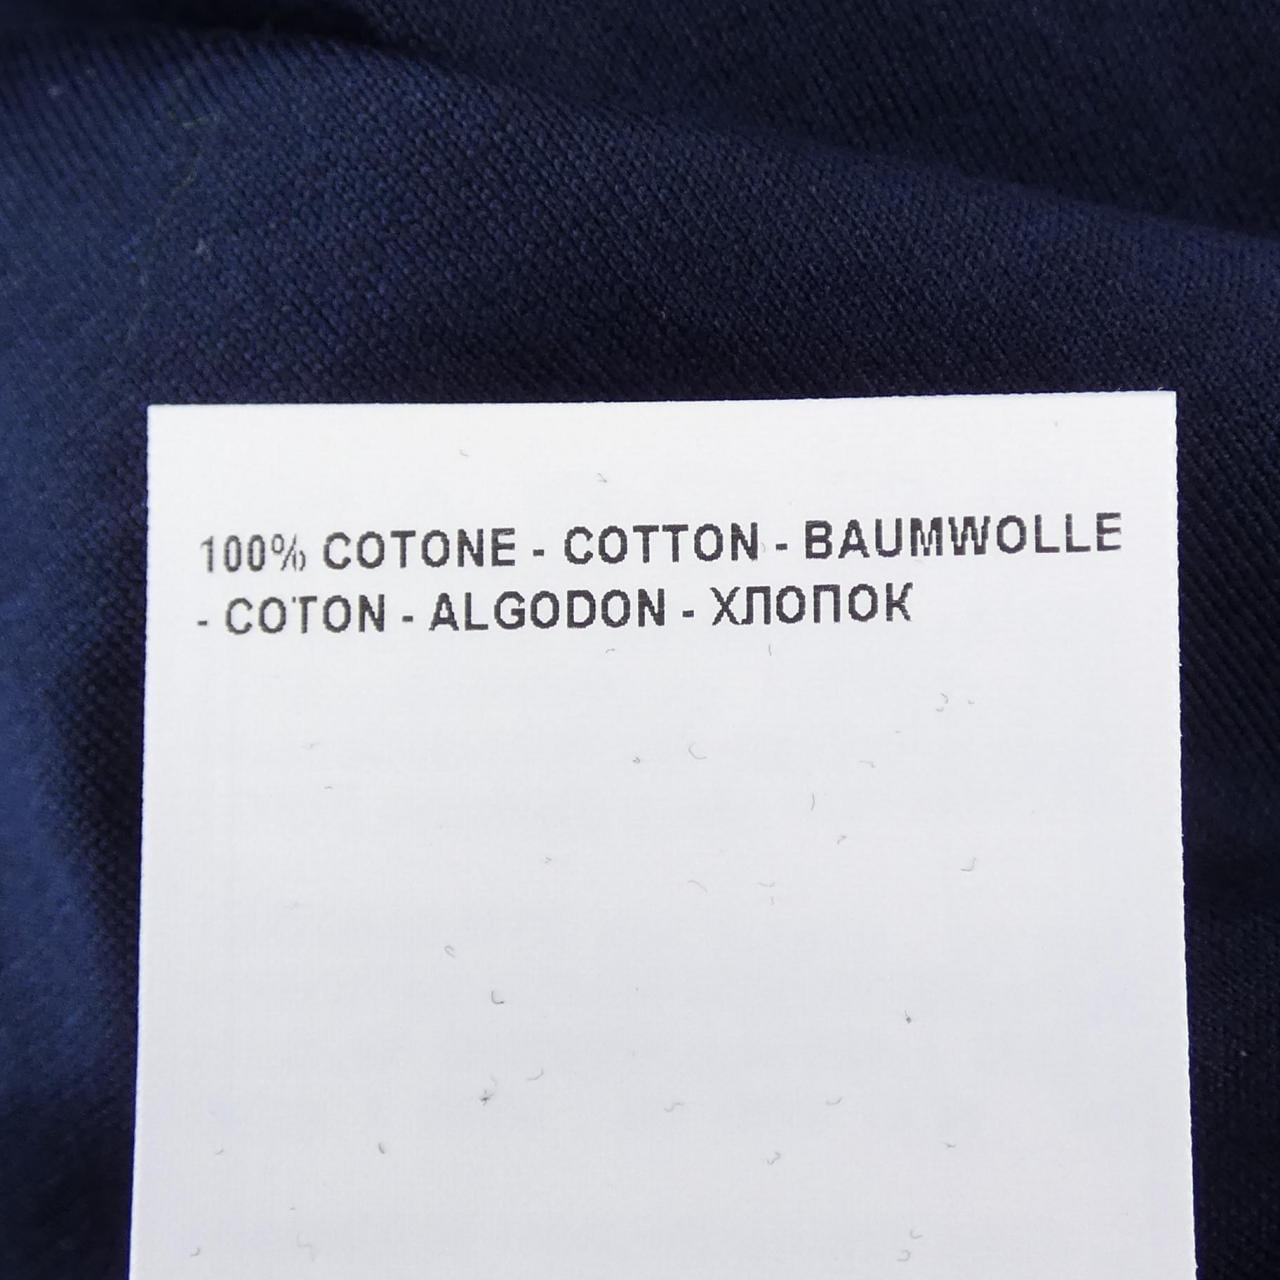 100% COTONE - COTTON - BAUMWOLLE
- COTON - ALGODON - ХЛОПОК